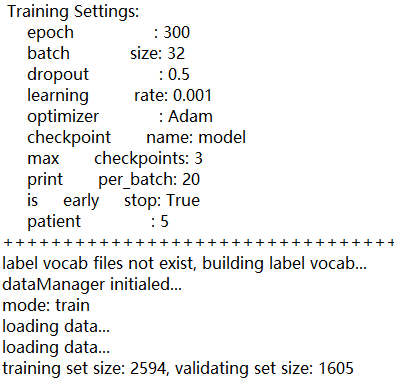 Training Settings:
epoch : 300
batch size: 32
dropout : 0.5
learning rate: 0.001
optimizer : Adam
checkpoint name: model
max checkpoints: 3
print per_batch: 20
is early stop: True
patient : 5
+++++++++++++++++++++++++++++++++
label vocab files not exist, building label vocab...
dataManager initialed...
mode: train
loading data...
loading data...
training set size: 2594, validating set size: 1605